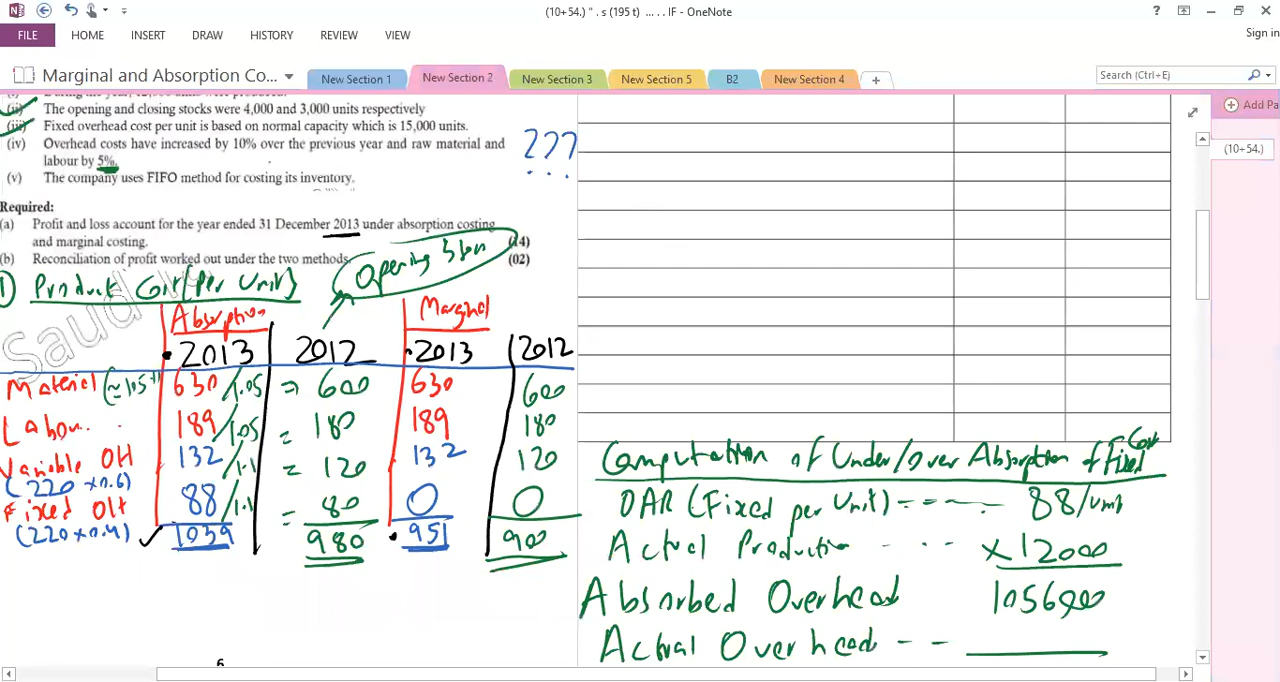 (10+54.) " . s (195 t) ... . IF - OneNote
? 
FILE HOME INSERT DRAW HISTORY REVIEW VIEW Sign in
Marginal and Absorption Co... New Section 1 New Section 2 New Section 3 New Section 5 B2 New Section 4 + Search (Ctrl+E)
Add Pa
(10+54.)
(ii) The opening and closing stocks were 4,000 and 3,000 units respectively
(iii) Fixed overhead cost per unit is based on normal capacity which is 15,000 units.
(iv) Overhead costs have increased by 10% over the previous year and raw material and
labour by 5%.
???
(v) The company uses FIFO method for costing its inventory.
Required:
(a) Profit and loss account for the year ended 31 December 2013 under absorption costing
and marginal costing. (14)
(b) Reconciliation of profit worked out under the two methods. (02)
Opening
1) Product Cost (Per Unit)
Saud
Absorption Marginal
2013 2012 2013 2012
Material 630/1.05 = 600 630 600
Labour 189/1.05 = 180 189 180
Variable OH 132/1.1 = 120 132 120
(220 x 0.6)
Fixed OH 88/1.1 = 80 0 0
(220 x 0.4) 1039 980 951 900
Computation of Under/Over Absorption of Fixed Cost
OAR (Fixed per Unit) - - - - 88/unit
Actual Production - - - x 12000
Absorbed Overhead 1056000
Actual Overhead - -
6